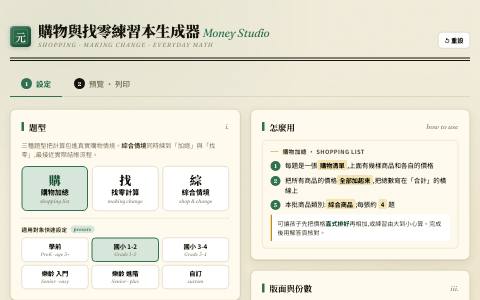 元
購物與找零練習本生成器 Money Studio
SHOPPING · MAKING CHANGE · EVERYDAY MATH
重設
1 設定
2 預覽 · 列印
題型
i.
三種題型把計算包進真實購物情境。綜合情境同時練到「加總」與「找
零」,最接近實際結帳流程。
購
購物加總
shopping list
找
找零計算
making change
綜
綜合情境
shop & change
適用對象快速設定 presets
學前
PreK · age 5+
國小 1-2
Grade 1-2
國小 3-4
Grade 3-4
樂齡 入門
Senior · easy
樂齡 進階
Senior · plus
自訂
custom
怎麼用
how to use
購物加總 · SHOPPING LIST
1 每題是一張 購物清單 ,上面有幾樣商品和各自的價格
2 把所有商品的價格 全部加起來 ,把總數寫在「合計」的橫
線上
3 本批商品類別: 綜合商品 ;每張約 4 題
可讓孩子先把價格直式排好再相加,或練習由大到小心算。完成
後用解答頁核對。
版面與份數
iii.